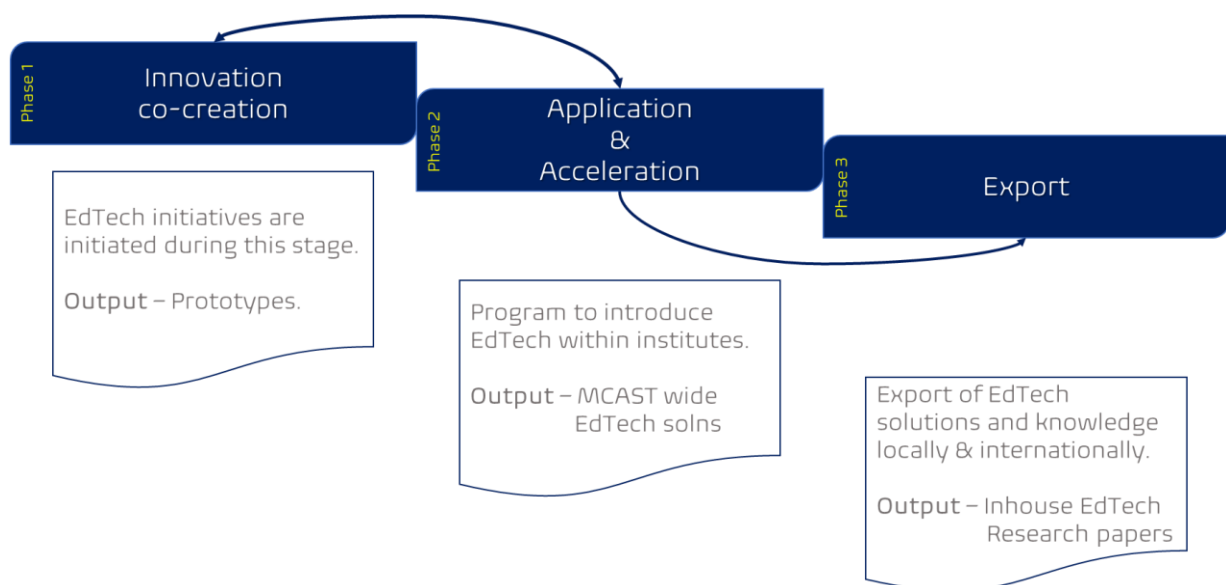 Phase 1
Innovation
co-creation
Phase 2
Application
&
Acceleration
Phase 3
Export
EdTech initiatives are
initiated during this stage.
Output – Prototypes.
Program to introduce
EdTech within institutes.
Output – MCAST wide
EdTech solns
Export of EdTech
solutions and knowledge
locally & internationally.
Output – Inhouse EdTech
Research papers